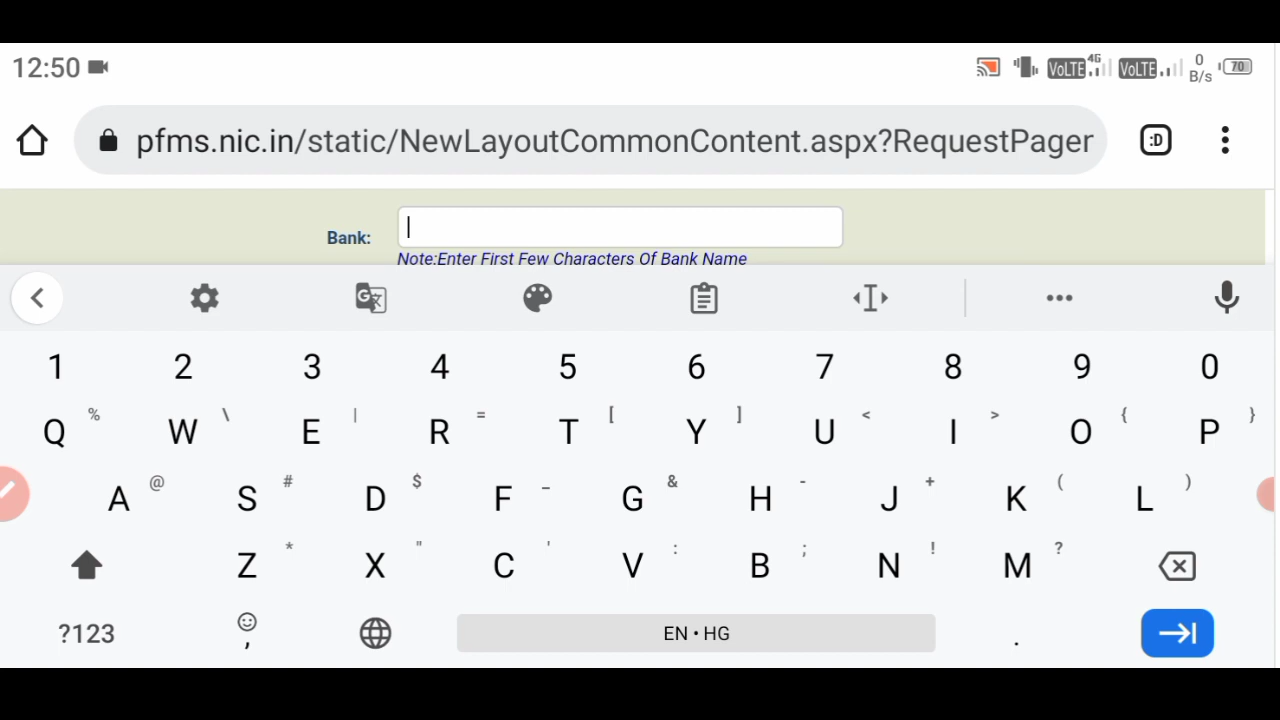 12:50 VoLTE 4G VoLTE 0 B/s 70
pfms.nic.in/static/NewLayoutCommonContent.aspx?RequestPager :D
Bank:
Note:Enter First Few Characters Of Bank Name
1 2 3 4 5 6 7 8 9 0
Q % W \ E | R = T [ Y ] U < I > O { P }
A @ S # D $ F _ G & H - J + K ( L )
Z * X " C ' V : B ; N ! M ?
?123 , EN • HG .